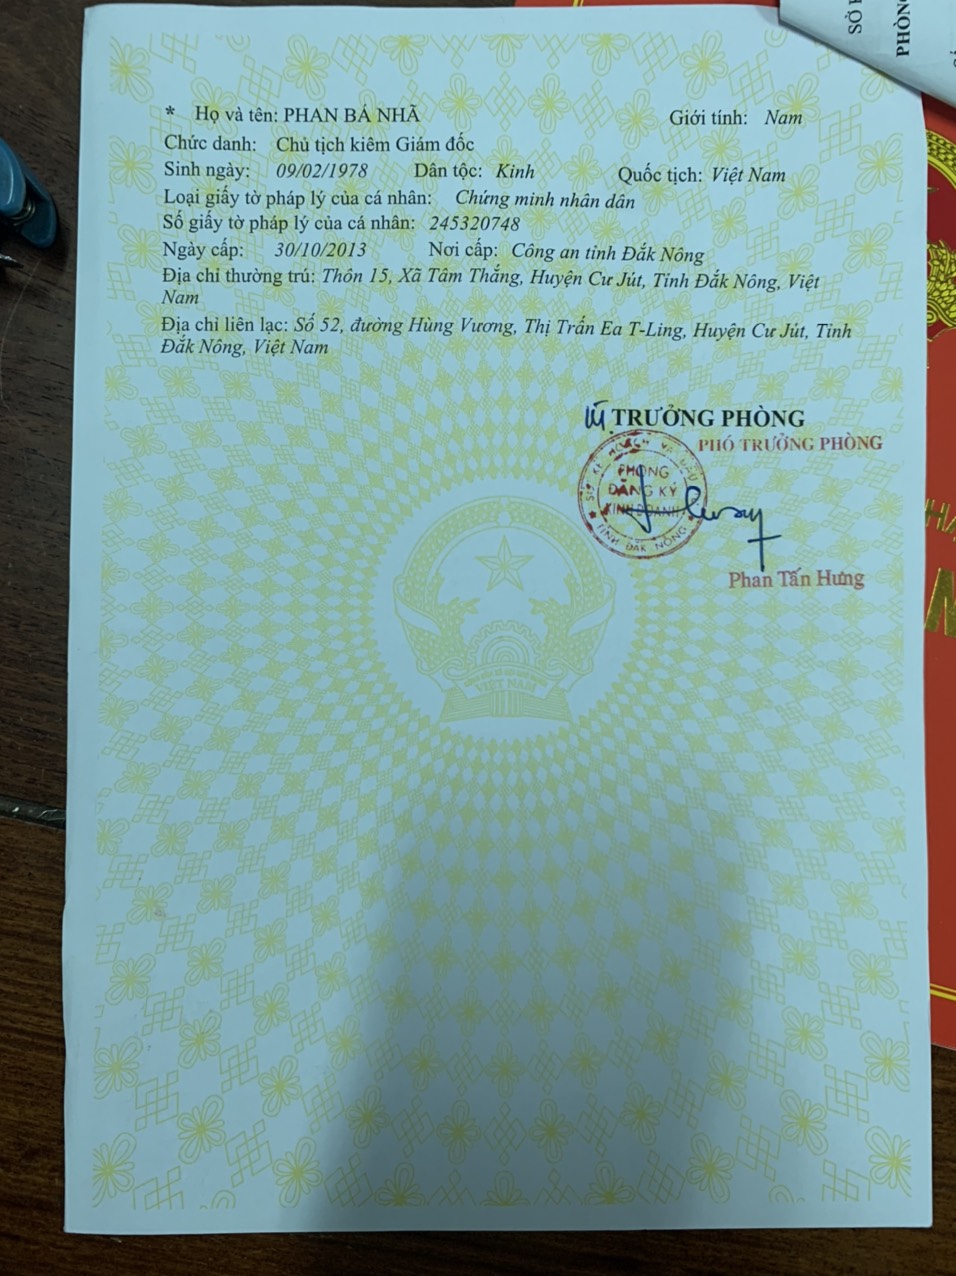 * Họ và tên: PHAN BÁ NHÃ Giới tính: Nam
Chức danh: Chủ tịch kiêm Giám đốc
Sinh ngày: 09/02/1978 Dân tộc: Kinh Quốc tịch: Việt Nam
Loại giấy tờ pháp lý của cá nhân: Chứng minh nhân dân
Số giấy tờ pháp lý của cá nhân: 245320748
Ngày cấp: 30/10/2013 Nơi cấp: Công an tỉnh Đắk Nông
Địa chỉ thường trú: Thôn 15, Xã Tâm Thắng, Huyện Cư Jút, Tỉnh Đắk Nông, Việt
Nam
Địa chỉ liên lạc: Số 52, đường Hùng Vương, Thị Trấn Ea T-Ling, Huyện Cư Jút, Tỉnh
Đắk Nông, Việt Nam
TRƯỞNG PHÒNG
PHÓ TRƯỞNG PHÒNG
PHÒNG
ĐĂNG KÝ
KINH DOANH
TỈNH ĐĂK NÔNG
Phan Tấn Hưng
VIỆT NAM
SỞ
PHÒNG